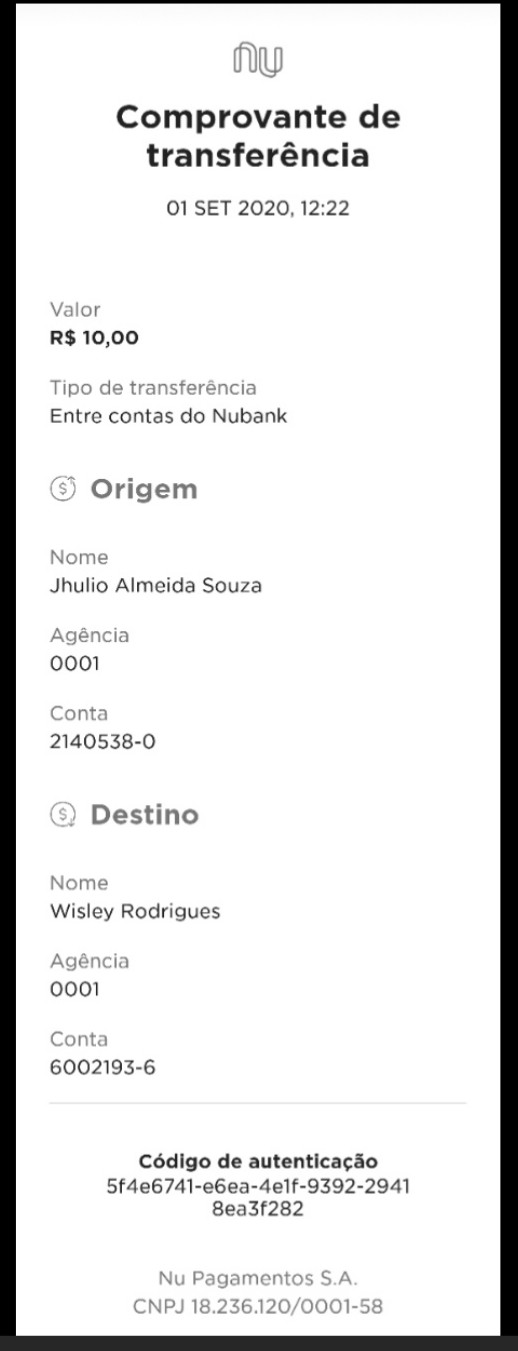 nu
Comprovante de
transferência
01 SET 2020, 12:22
Valor
R$ 10,00
Tipo de transferência
Entre contas do Nubank
Origem
Nome
Jhulio Almeida Souza
Agência
0001
Conta
2140538-0
Destino
Nome
Wisley Rodrigues
Agência
0001
Conta
6002193-6
Código de autenticação
5f4e6741-e6ea-4e1f-9392-2941
8ea3f282
Nu Pagamentos S.A.
CNPJ 18.236.120/0001-58